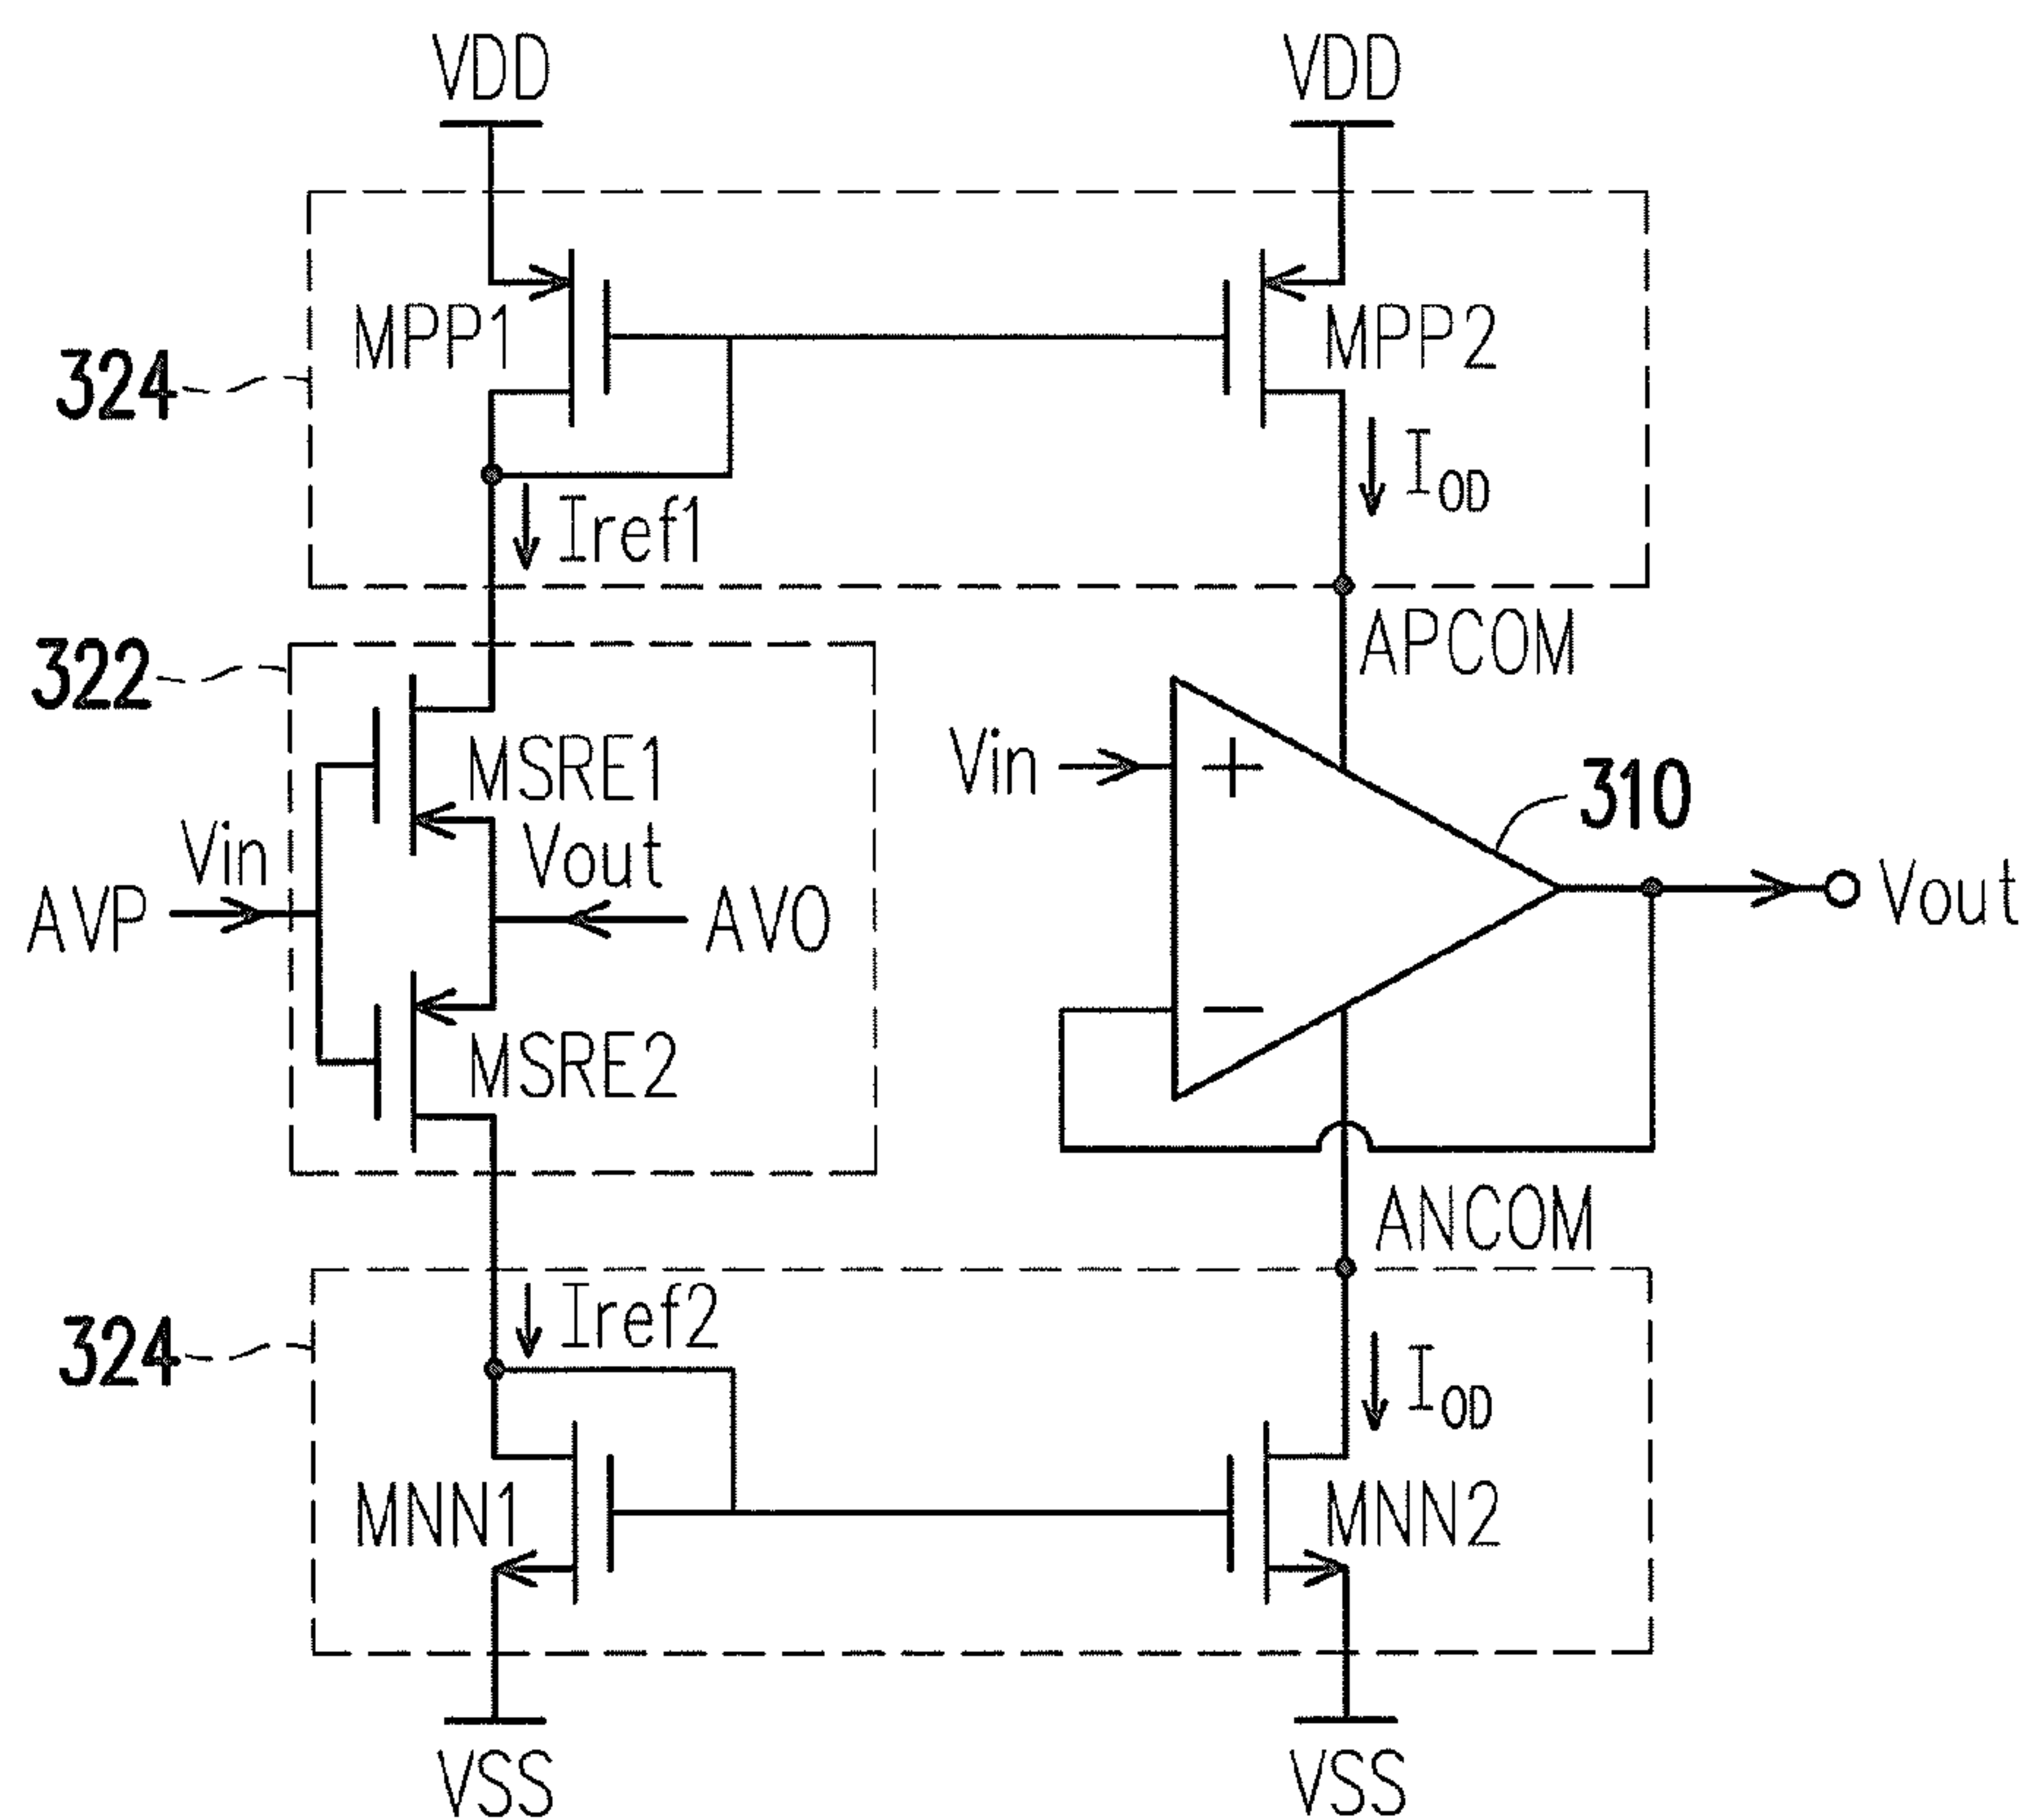 VDD
VDD
MPP1
MPP2
324
IOD
Iref1
APCOM
322
MSRE1
Vin
310
Vin
Vout
AVP
AVO
Vout
MSRE2
ANCOM
Iref2
324
IOD
MNN1
MNN2
VSS
VSS